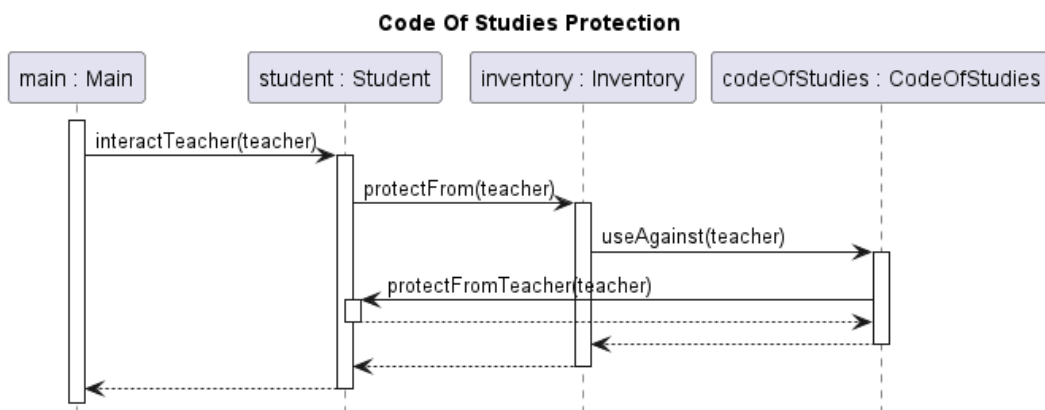 Code Of Studies Protection
main : Main
student : Student
inventory : Inventory
codeOfStudies : CodeOfStudies
interactTeacher(teacher)
protectFrom(teacher)
useAgainst(teacher)
protectFromTeacher(teacher)